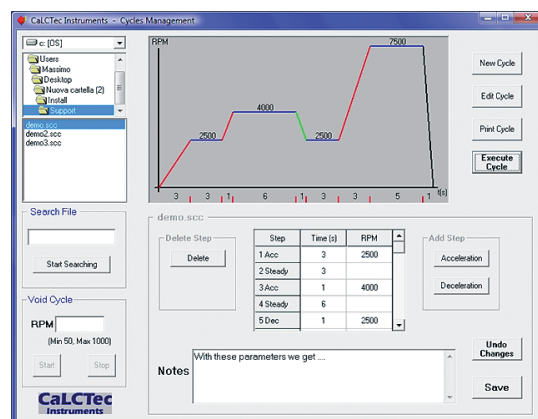 CaLCTec Instruments - Cycles Management
c: [OS]
Users
Massimo
Desktop
Nuova cartella (2)
Install
Support
demo.scc
demo2.scc
demo3.scc
Search File
Start Searching
Void Cycle
RPM
(Min 50, Max 1000)
Start
Stop
CaLCTec
Instruments
RPM
7500
4000
2500
2500
t(s)
3 3 1 6 1 3 3 5 1
New Cycle
Edit Cycle
Print Cycle
Execute
Cycle
demo.scc
Delete Step
Delete
Step Time (s) RPM
1 Acc 3 2500
2 Steady 3
3 Acc 1 4000
4 Steady 6
5 Dec 1 2500
Add Step
Acceleration
Deceleration
Notes
With these parameters we get ....
Undo
Changes
Save